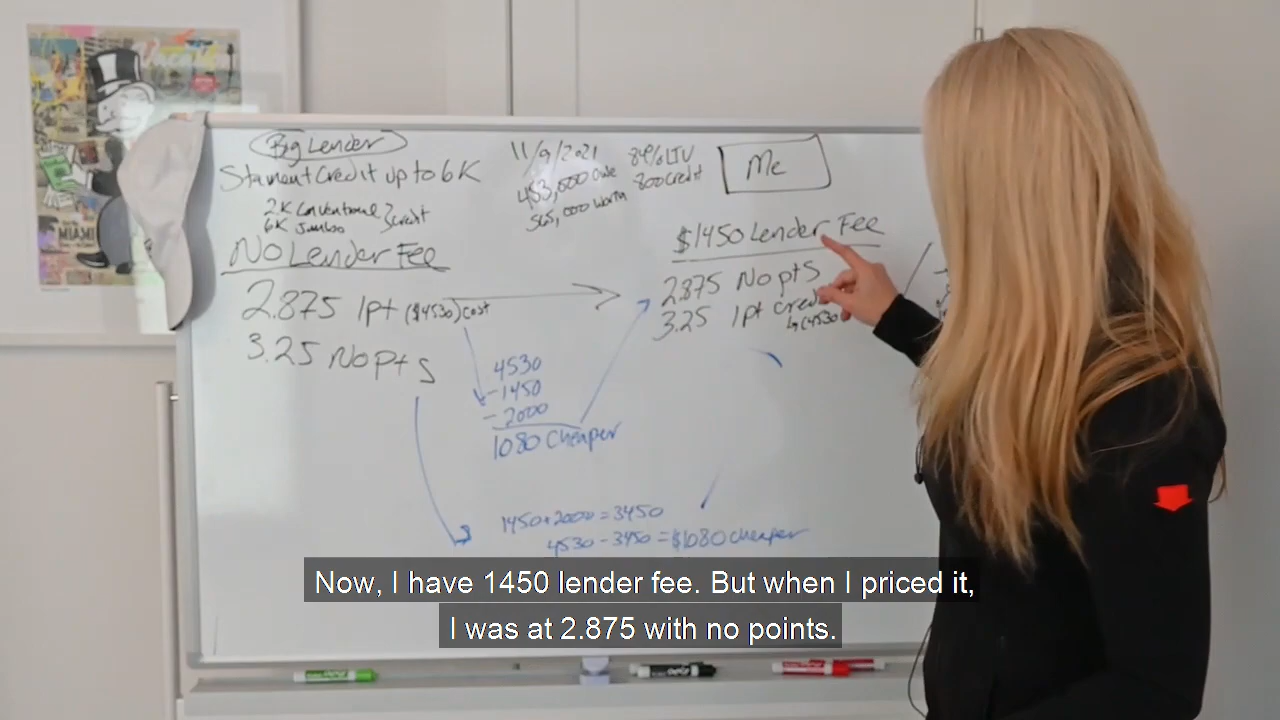 Big Lender
Stament Credit up to 6K
2K Conventional
6K Jumbo
} Credit
No Lender Fee
2.875 1pt ($4530) cost
3.25 No pts
11/9/2021
453,000 Owe
565,000 Worth
84% LTV
800 Credit
Me
$1450 Lender Fee
2.875 No pts
3.25 1pt
(4530
4530
-1450
-2000
1080 Cheaper
1450+2000=3450
4530-3450=$1080 cheaper
MIAMI
Now, I have 1450 lender fee. But when I priced it,
I was at 2.875 with no points.